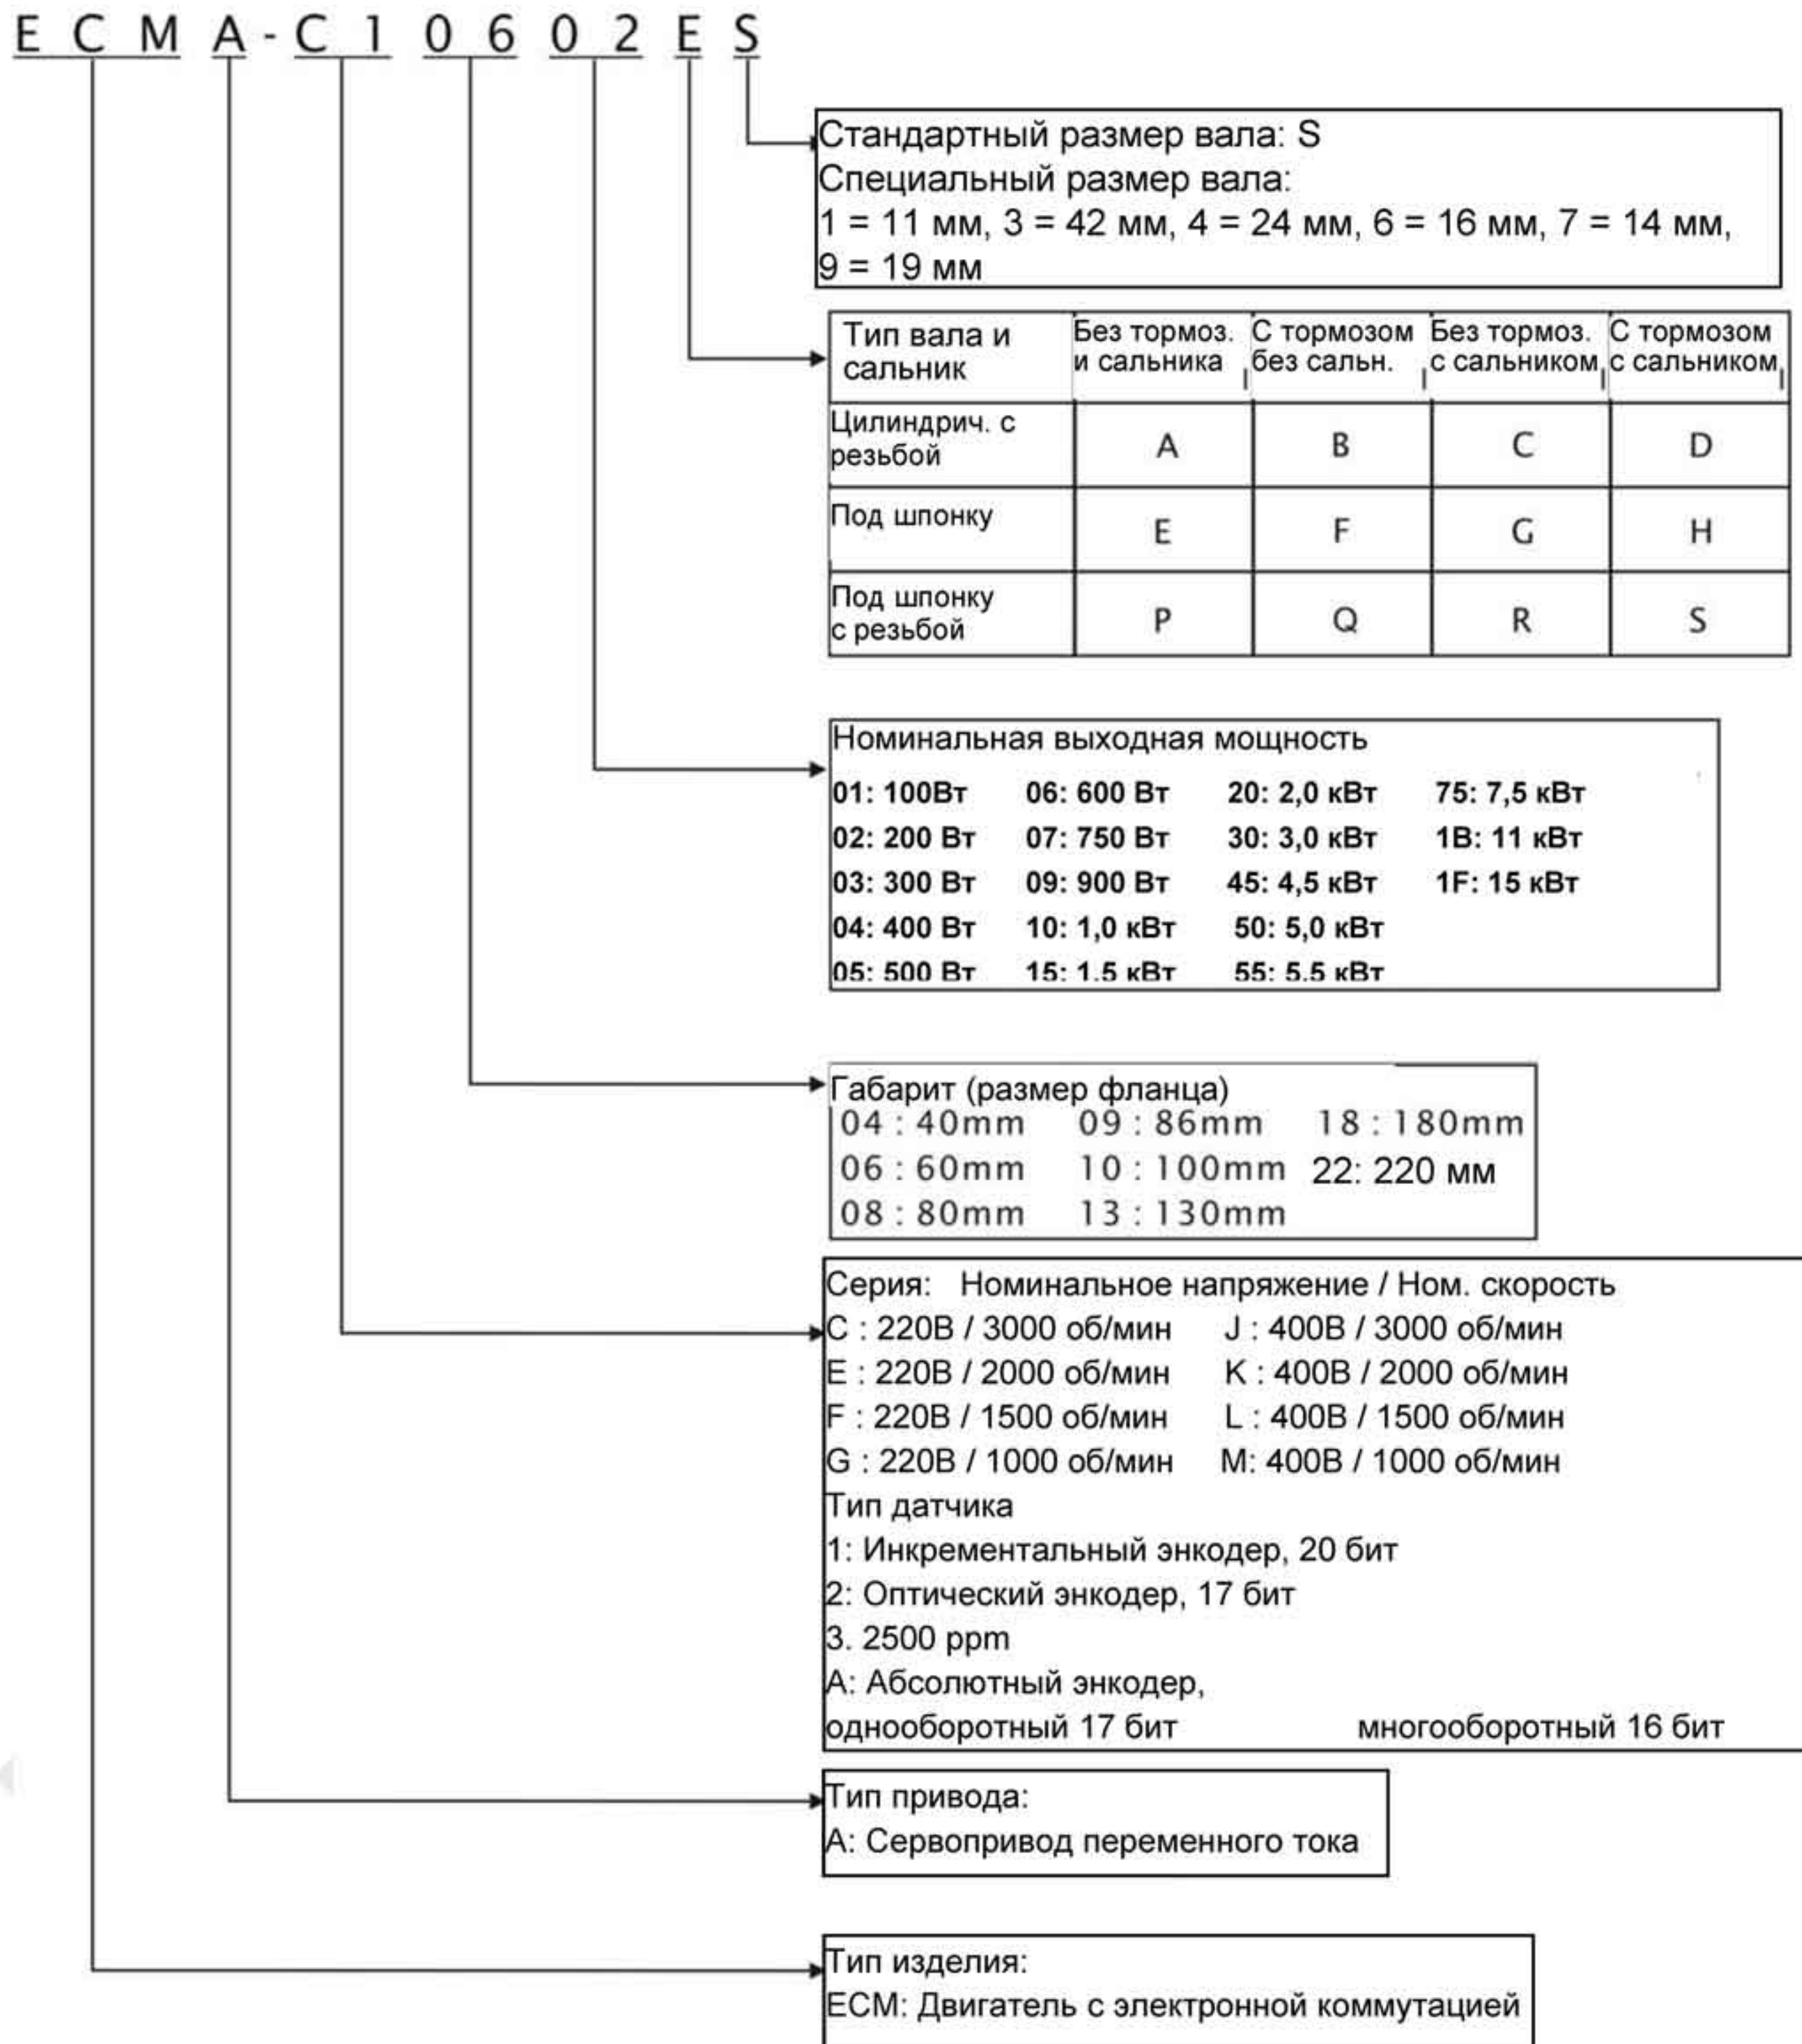 E C M A - C 1 0 6 0 2 E S
Стандартный размер вала: S
Специальный размер вала:
1 = 11 мм, 3 = 42 мм, 4 = 24 мм, 6 = 16 мм, 7 = 14 мм,
9 = 19 мм
Тип вала и сальник Без тормоз. и сальника С тормозом без сальн. Без тормоз. с сальником С тормозом с сальником
Цилиндрич. с резьбой A B C D
Под шпонку E F G H
Под шпонку с резьбой P Q R S
Номинальная выходная мощность
01: 100Вт 06: 600 Вт 20: 2,0 кВт 75: 7,5 кВт
02: 200 Вт 07: 750 Вт 30: 3,0 кВт 1B: 11 кВт
03: 300 Вт 09: 900 Вт 45: 4,5 кВт 1F: 15 кВт
04: 400 Вт 10: 1,0 кВт 50: 5,0 кВт
05: 500 Вт 15: 1.5 кВт 55: 5.5 кВт
Габарит (размер фланца)
04 : 40mm 09 : 86mm 18 : 180mm
06 : 60mm 10 : 100mm 22: 220 мм
08 : 80mm 13 : 130mm
Серия: Номинальное напряжение / Ном. скорость
C : 220В / 3000 об/мин J : 400В / 3000 об/мин
E : 220В / 2000 об/мин K : 400В / 2000 об/мин
F : 220В / 1500 об/мин L : 400В / 1500 об/мин
G : 220В / 1000 об/мин M: 400В / 1000 об/мин
Тип датчика
1: Инкрементальный энкодер, 20 бит
2: Оптический энкодер, 17 бит
3. 2500 ppm
A: Абсолютный энкодер,
однооборотный 17 бит многооборотный 16 бит
Тип привода:
А: Сервопривод переменного тока
Тип изделия:
ECM: Двигатель с электронной коммутацией